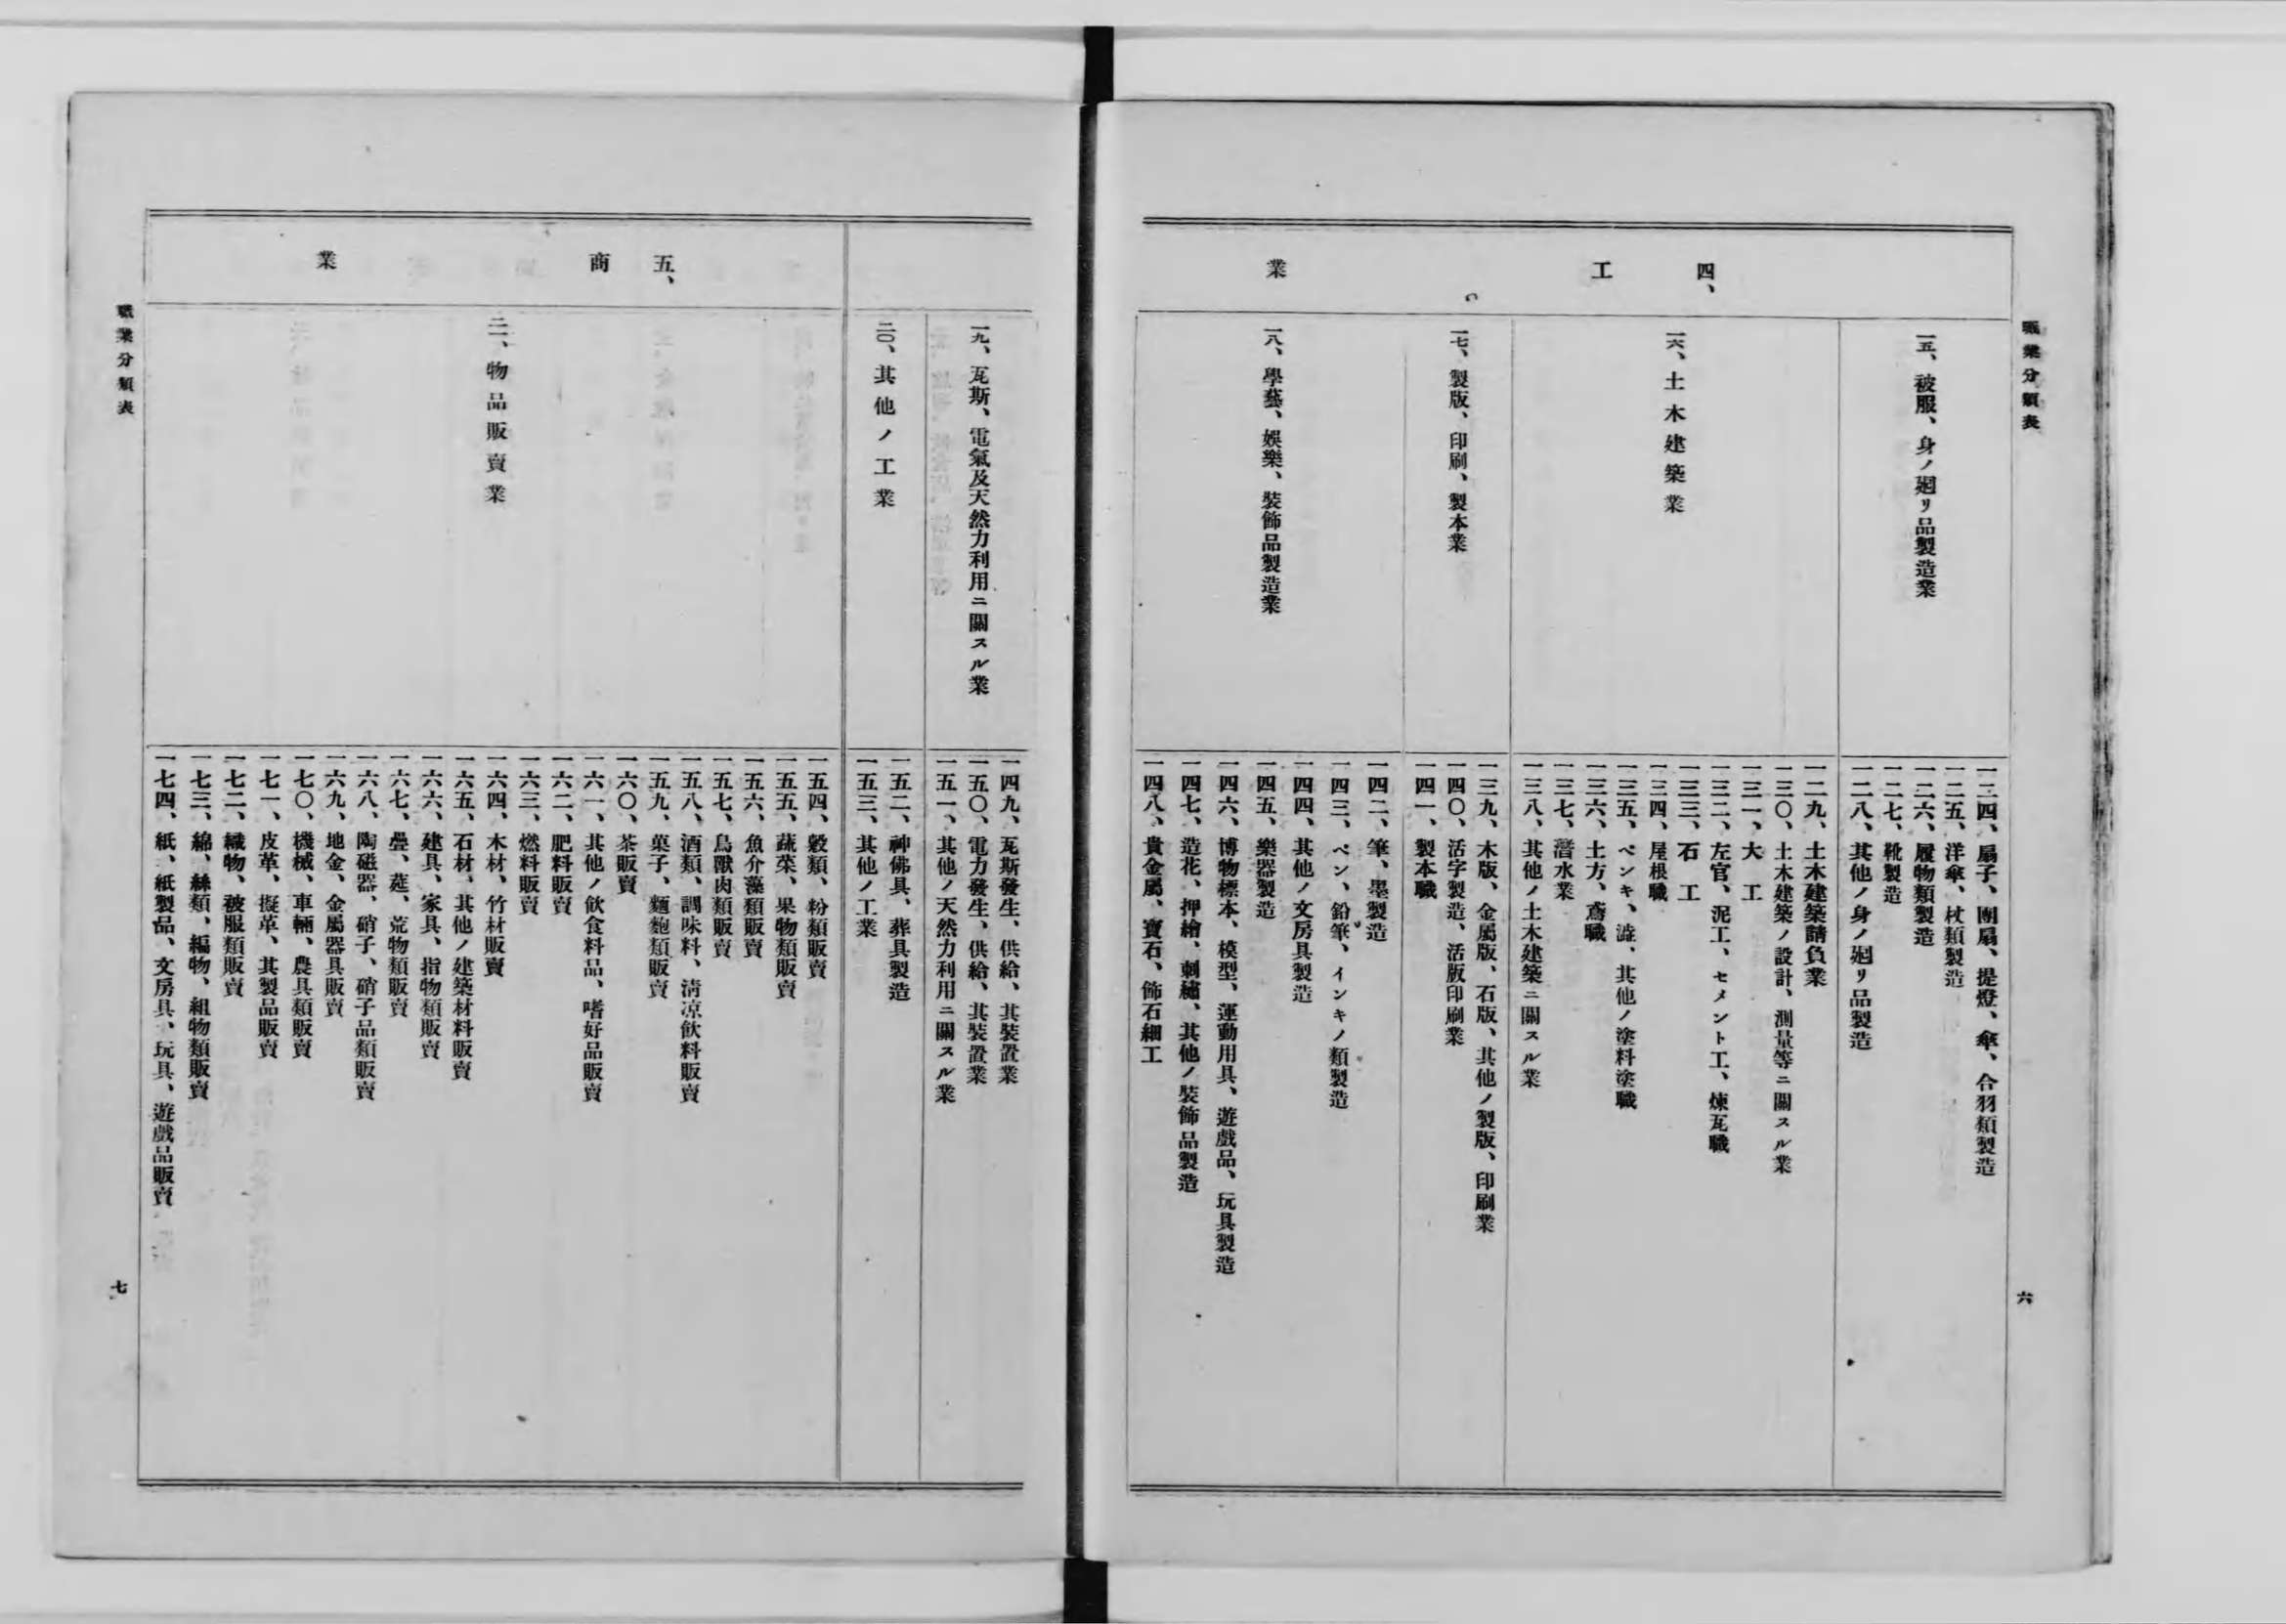 職業分類表
六
四、工業
一五、被服、身ノ廻リ品製造業
一二四、扇子、團扇、提燈、傘、合羽類製造
一二五、洋傘、杖類製造
一二六、履物類製造
一二七、靴製造
一二八、其他ノ身ノ廻リ品製造
一六、土木建築業
一二九、土木建築請負業
一三〇、土木建築ノ設計、測量等ニ關スル業
一三一、大工
一三二、左官、泥工、セメント工、煉瓦職
一三三、石工
一三四、屋根職
一三五、ペンキ、澁、其他ノ塗料塗職
一三六、土方、鳶職
一三七、潛水業
一三八、其他ノ土木建築ニ關スル業
一七、製版、印刷、製本業
一三九、木版、金屬版、石版、其他ノ製版、印刷業
一四〇、活字製造、活版印刷業
一四一、製本職
一八、學藝、娯樂、裝飾品製造業
一四二、筆、墨製造
一四三、ペン、鉛筆、インキノ類製造
一四四、其他ノ文房具製造
一四五、樂器製造
一四六、博物標本、模型、運動用具、遊戲品、玩具製造
一四七、造花、押繪、刺繡、其他ノ裝飾品製造
一四八、貴金屬、寶石、飾石細工
一九、瓦斯、電氣及天然力利用ニ關スル業
一四九、瓦斯發生、供給、其裝置業
一五〇、電力發生、供給、其裝置業
一五一、其他ノ天然力利用ニ關スル業
二〇、其他ノ工業
一五二、神佛具、葬具製造
一五三、其他ノ工業
五、商業
二一、物品販賣業
一五四、穀類、粉類販賣
一五五、蔬菜、果物類販賣
一五六、魚介藻類販賣
一五七、鳥獸肉類販賣
一五八、酒類、調味料、淸凉飮料販賣
一五九、菓子、麵麭類販賣
一六〇、茶販賣
一六一、其他ノ飮食料品、嗜好品販賣
一六二、肥料販賣
一六三、燃料販賣
一六四、木材、竹材販賣
一六五、石材、其他ノ建築材料販賣
一六六、建具、家具、指物類販賣
一六七、疊、莚、荒物類販賣
一六八、陶磁器、硝子、硝子品類販賣
一六九、地金、金屬器具販賣
一七〇、機械、車輛、農具類販賣
一七一、皮革、擬革、其製品販賣
一七二、織物、被服類販賣
一七三、綿、絲類、編物、組物類販賣
一七四、紙、紙製品、文房具、玩具、遊戲品販賣
職業分類表
七